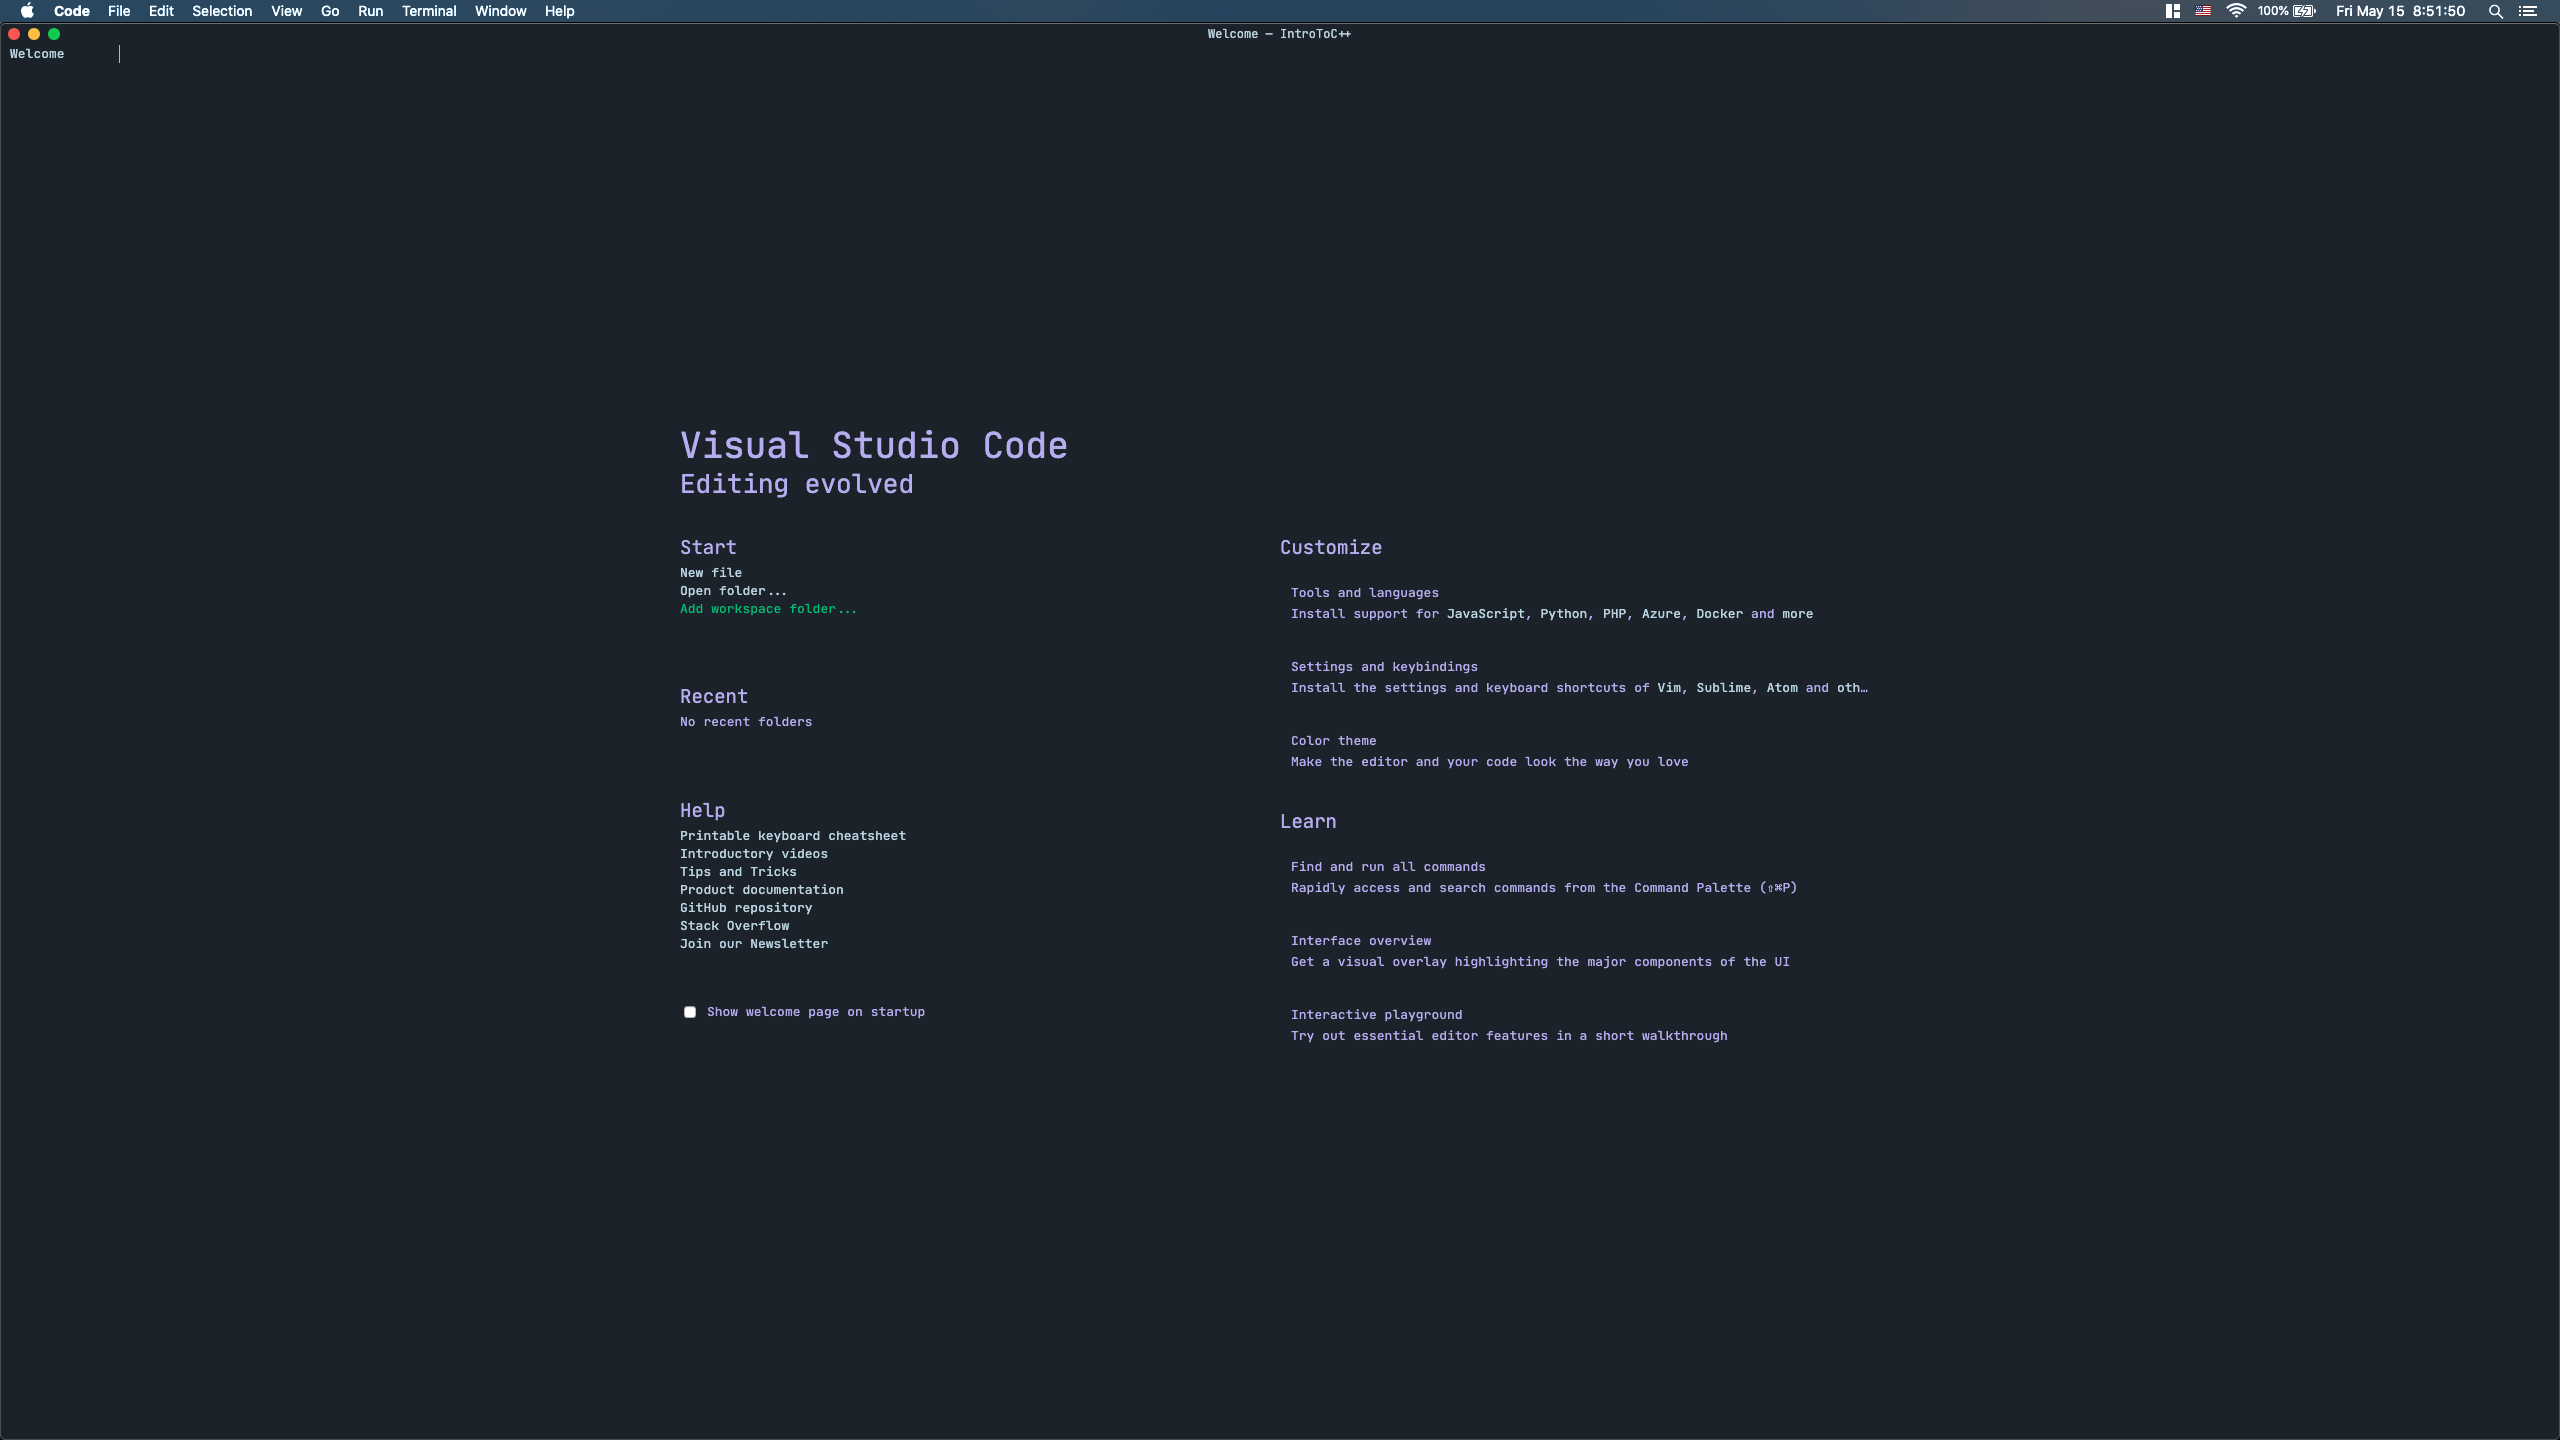 Code File Edit Selection View Go Run Terminal Window Help 100% Fri May 15 8:51:50
Welcome — IntroToC++
Welcome
Visual Studio Code
Editing evolved
Start
New file
Open folder...
Add workspace folder...
Recent
No recent folders
Help
Printable keyboard cheatsheet
Introductory videos
Tips and Tricks
Product documentation
GitHub repository
Stack Overflow
Join our Newsletter
Show welcome page on startup
Customize
Tools and languages
Install support for JavaScript, Python, PHP, Azure, Docker and more
Settings and keybindings
Install the settings and keyboard shortcuts of Vim, Sublime, Atom and oth…
Color theme
Make the editor and your code look the way you love
Learn
Find and run all commands
Rapidly access and search commands from the Command Palette (⇧⌘P)
Interface overview
Get a visual overlay highlighting the major components of the UI
Interactive playground
Try out essential editor features in a short walkthrough